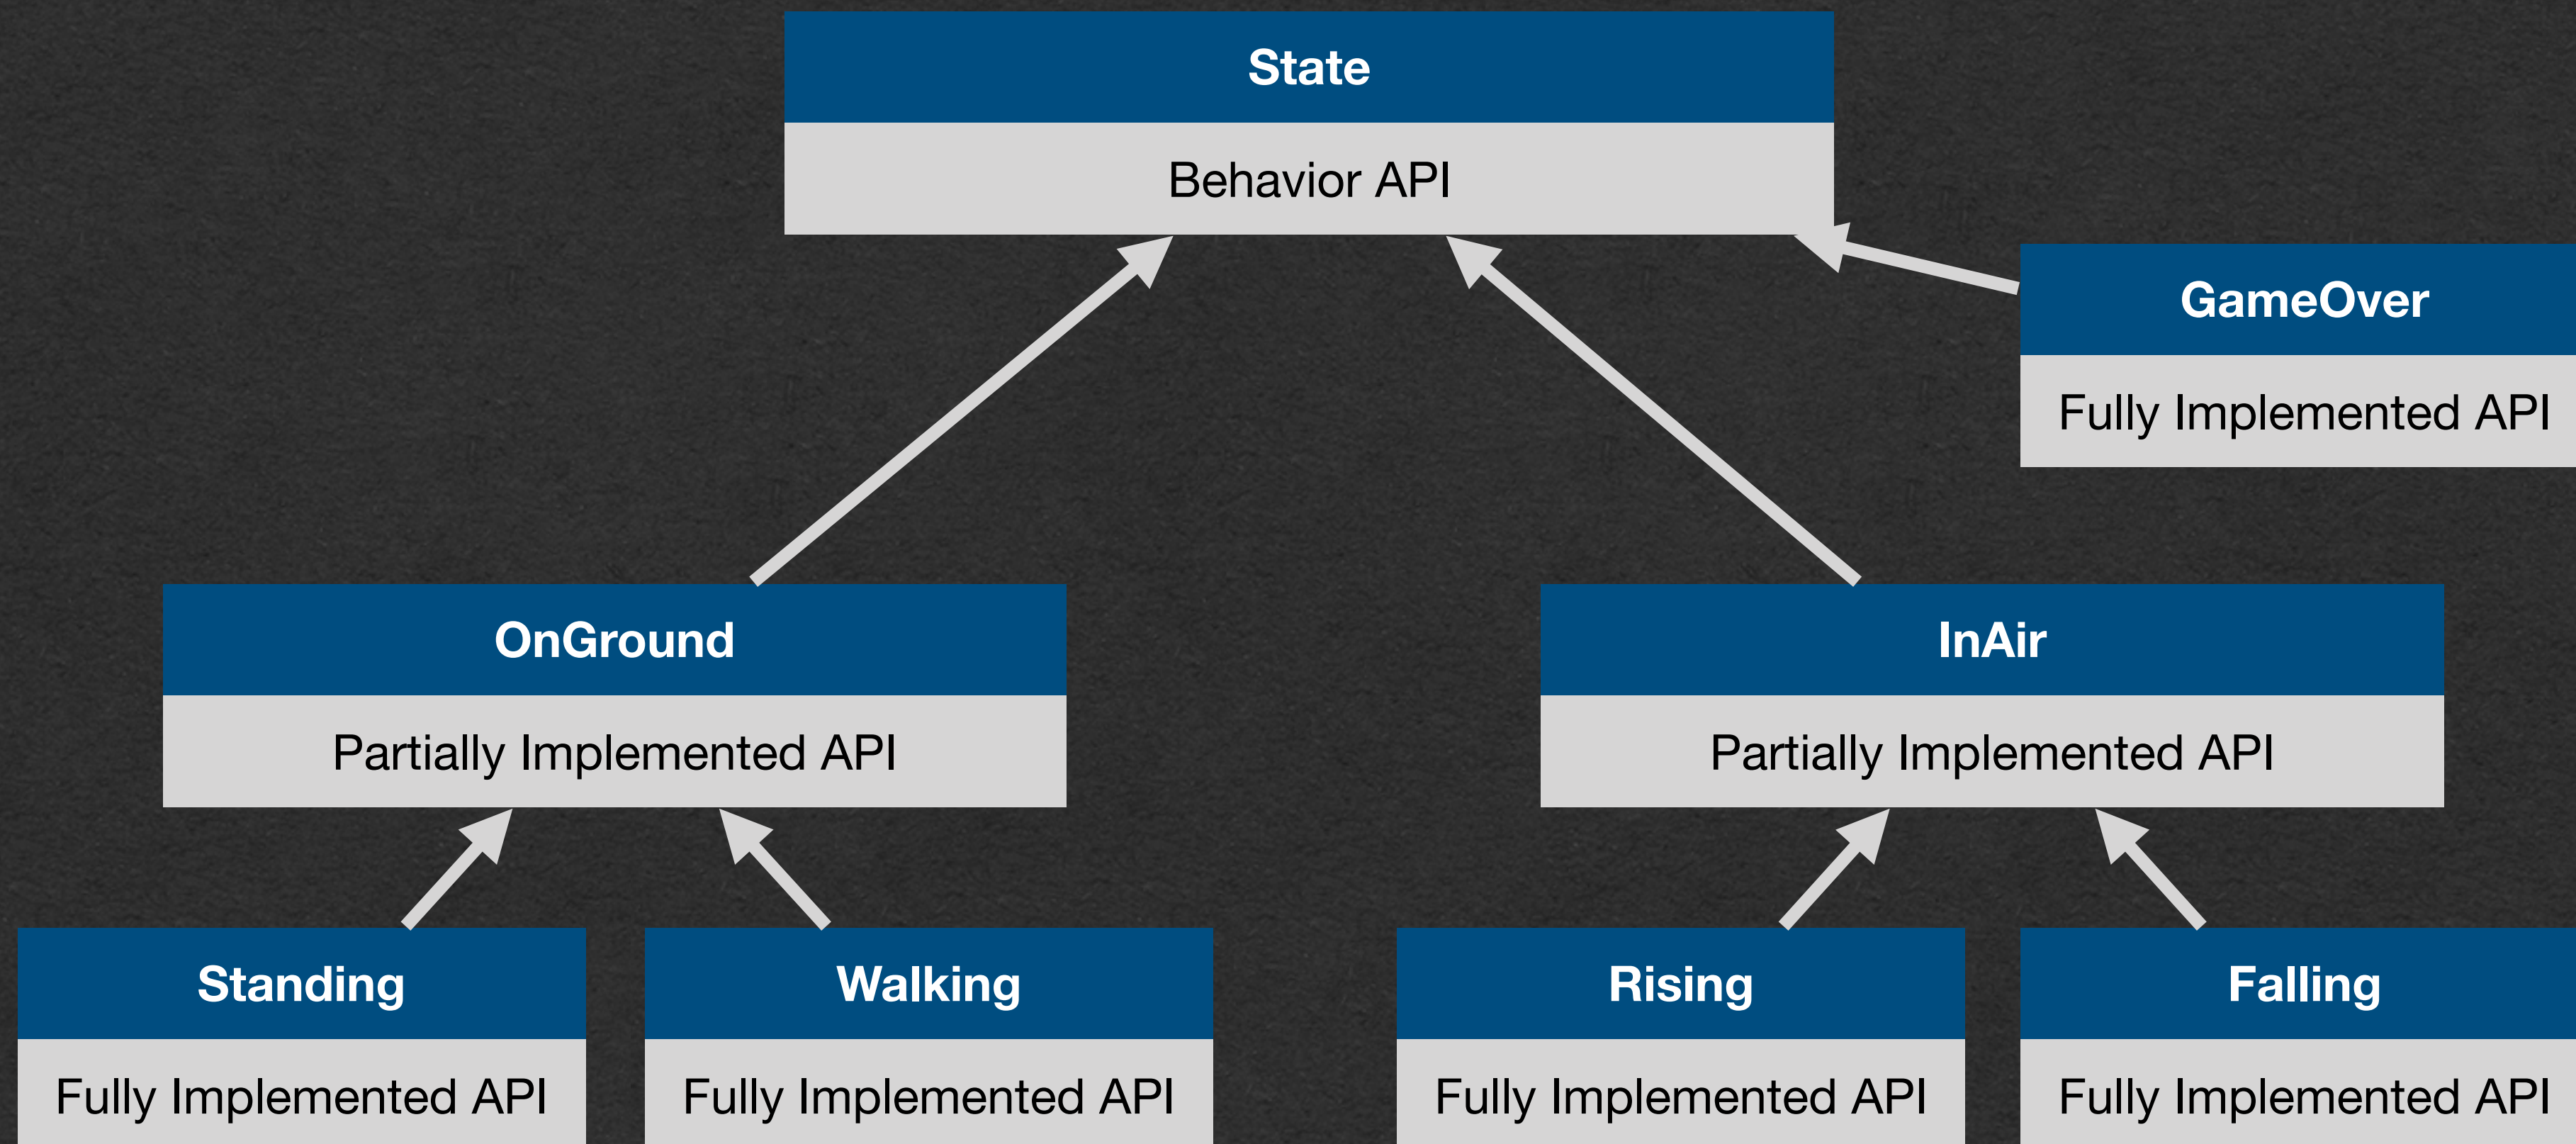 State
Behavior API
GameOver
Fully Implemented API
OnGround
Partially Implemented API
InAir
Partially Implemented API
Standing
Fully Implemented API
Walking
Fully Implemented API
Rising
Fully Implemented API
Falling
Fully Implemented API